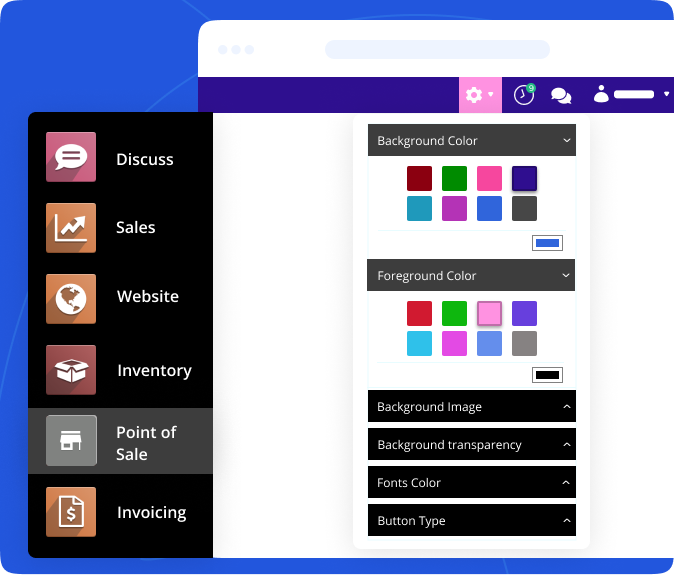 9
Discuss
Sales
Website
Inventory
Point of
Sale
Invoicing
Background Color
Foreground Color
Background Image
Background transparency
Fonts Color
Button Type